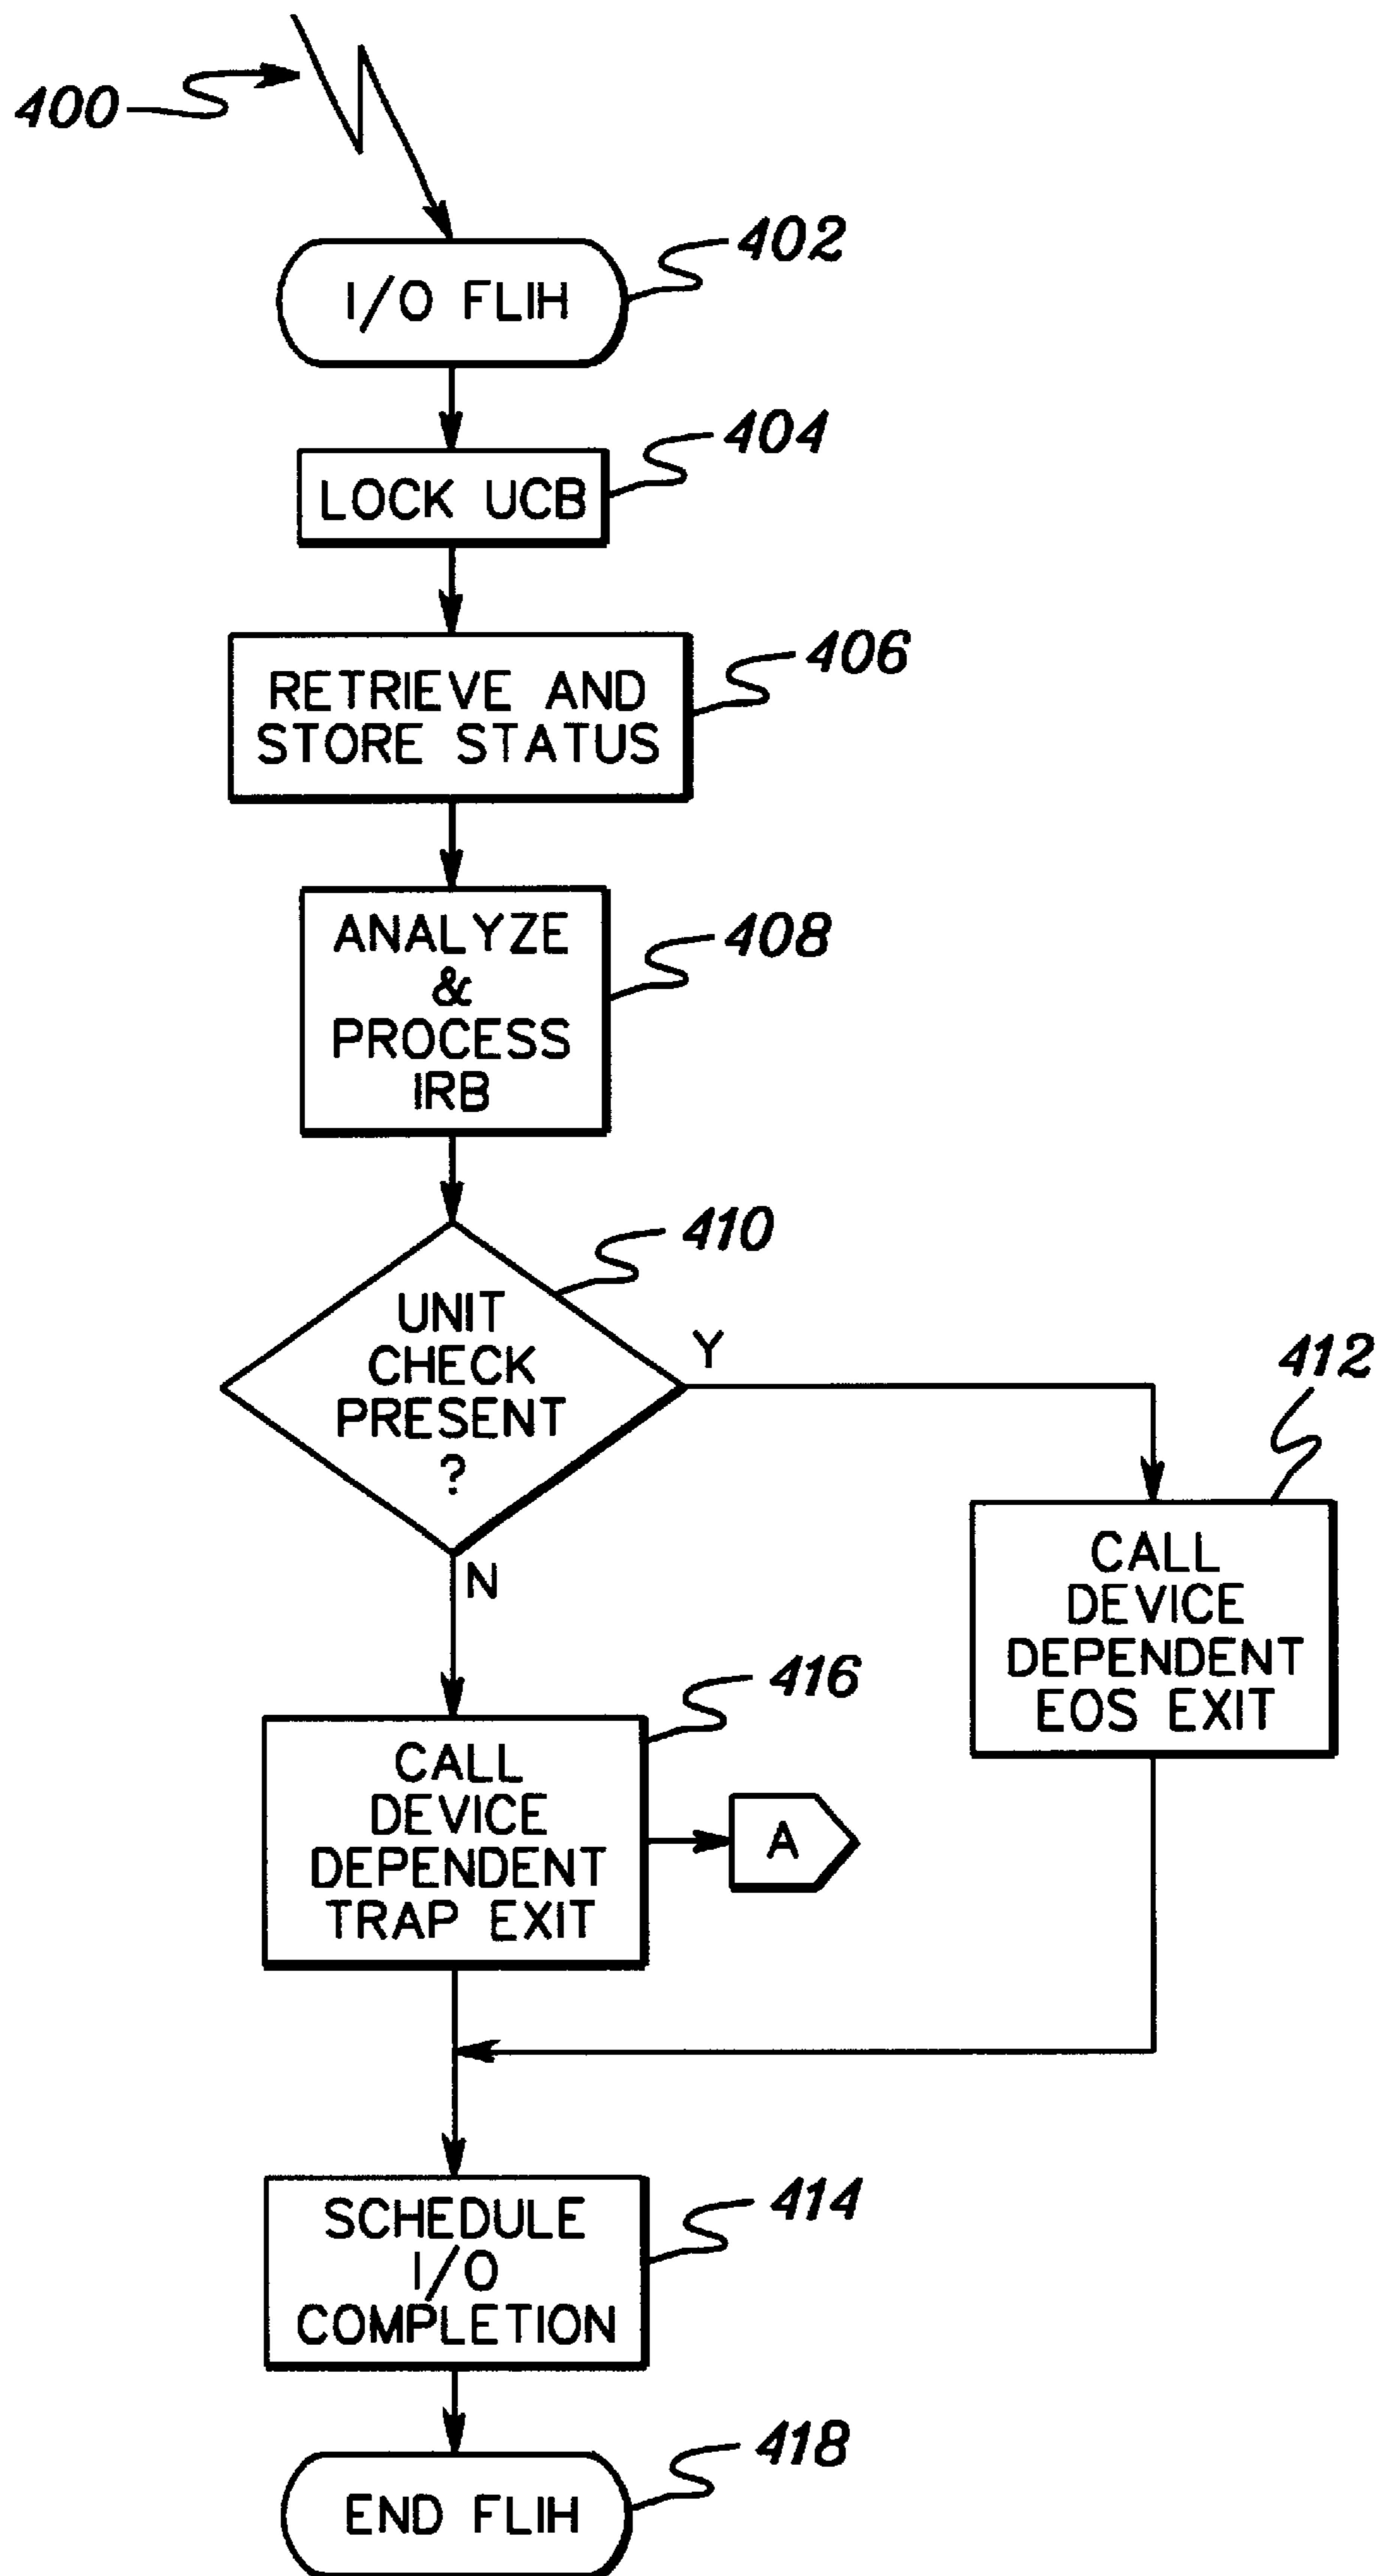 400
402
I/O FLIH
404
LOCK UCB
406
RETRIEVE AND
STORE STATUS
408
ANALYZE
&
PROCESS
IRB
410
UNIT
CHECK
PRESENT
?
Y
N
412
CALL
DEVICE
DEPENDENT
EOS EXIT
416
CALL
DEVICE
DEPENDENT
TRAP EXIT
A
414
SCHEDULE
I/O
COMPLETION
418
END FLIH